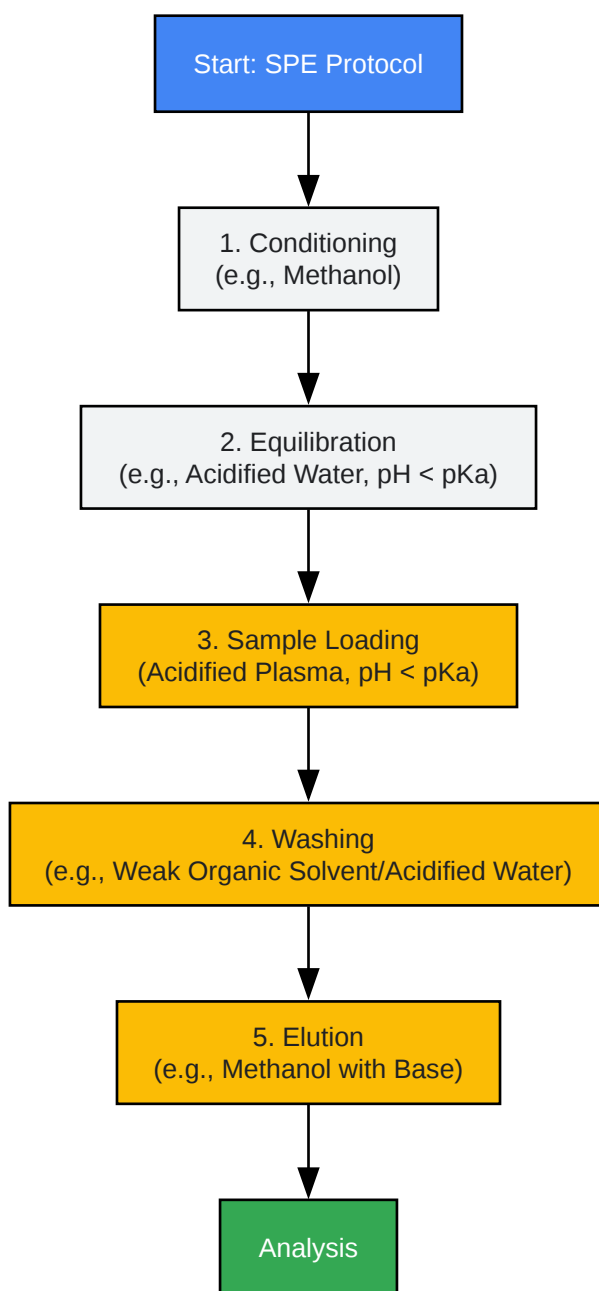 Start: SPE Protocol
1. Conditioning
(e.g., Methanol)
2. Equilibration
(e.g., Acidified Water, pH < pKa)
3. Sample Loading
(Acidified Plasma, pH < pKa)
4. Washing
(e.g., Weak Organic Solvent/Acidified Water)
5. Elution
(e.g., Methanol with Base)
Analysis